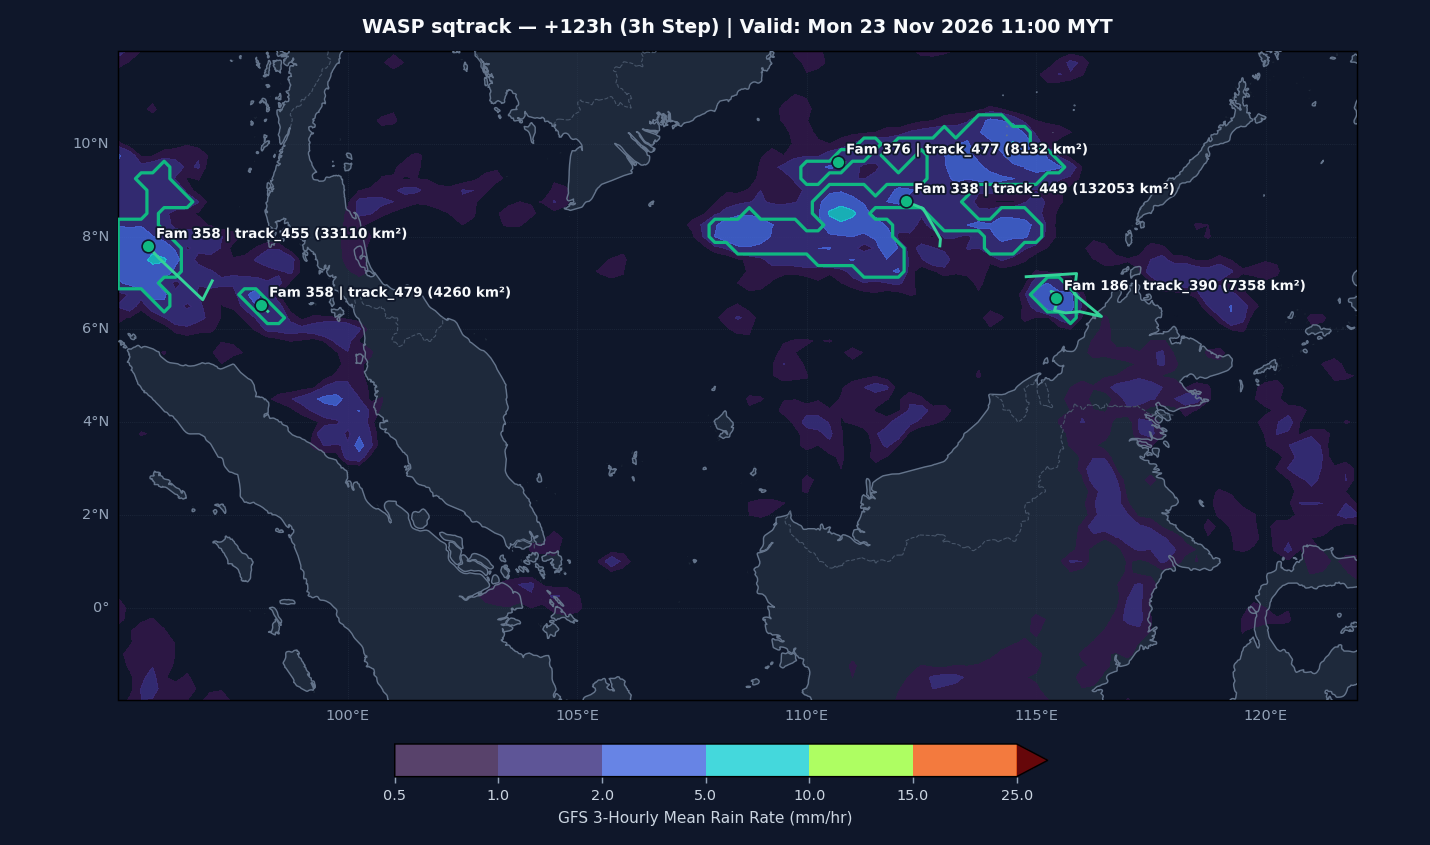 WASP sqtrack — +123h (3h Step) | Valid: Mon 23 Nov 2026 11:00 MYT
10°N
8°N
6°N
4°N
2°N
0°
Fam 376 | track_477 (8132 km²)
Fam 338 | track_449 (132053 km²)
Fam 358 | track_455 (33110 km²)
Fam 358 | track_479 (4260 km²)
Fam 186 | track_390 (7358 km²)
100°E 105°E 110°E 115°E 120°E
0.5 1.0 2.0 5.0 10.0 15.0 25.0
GFS 3-Hourly Mean Rain Rate (mm/hr)